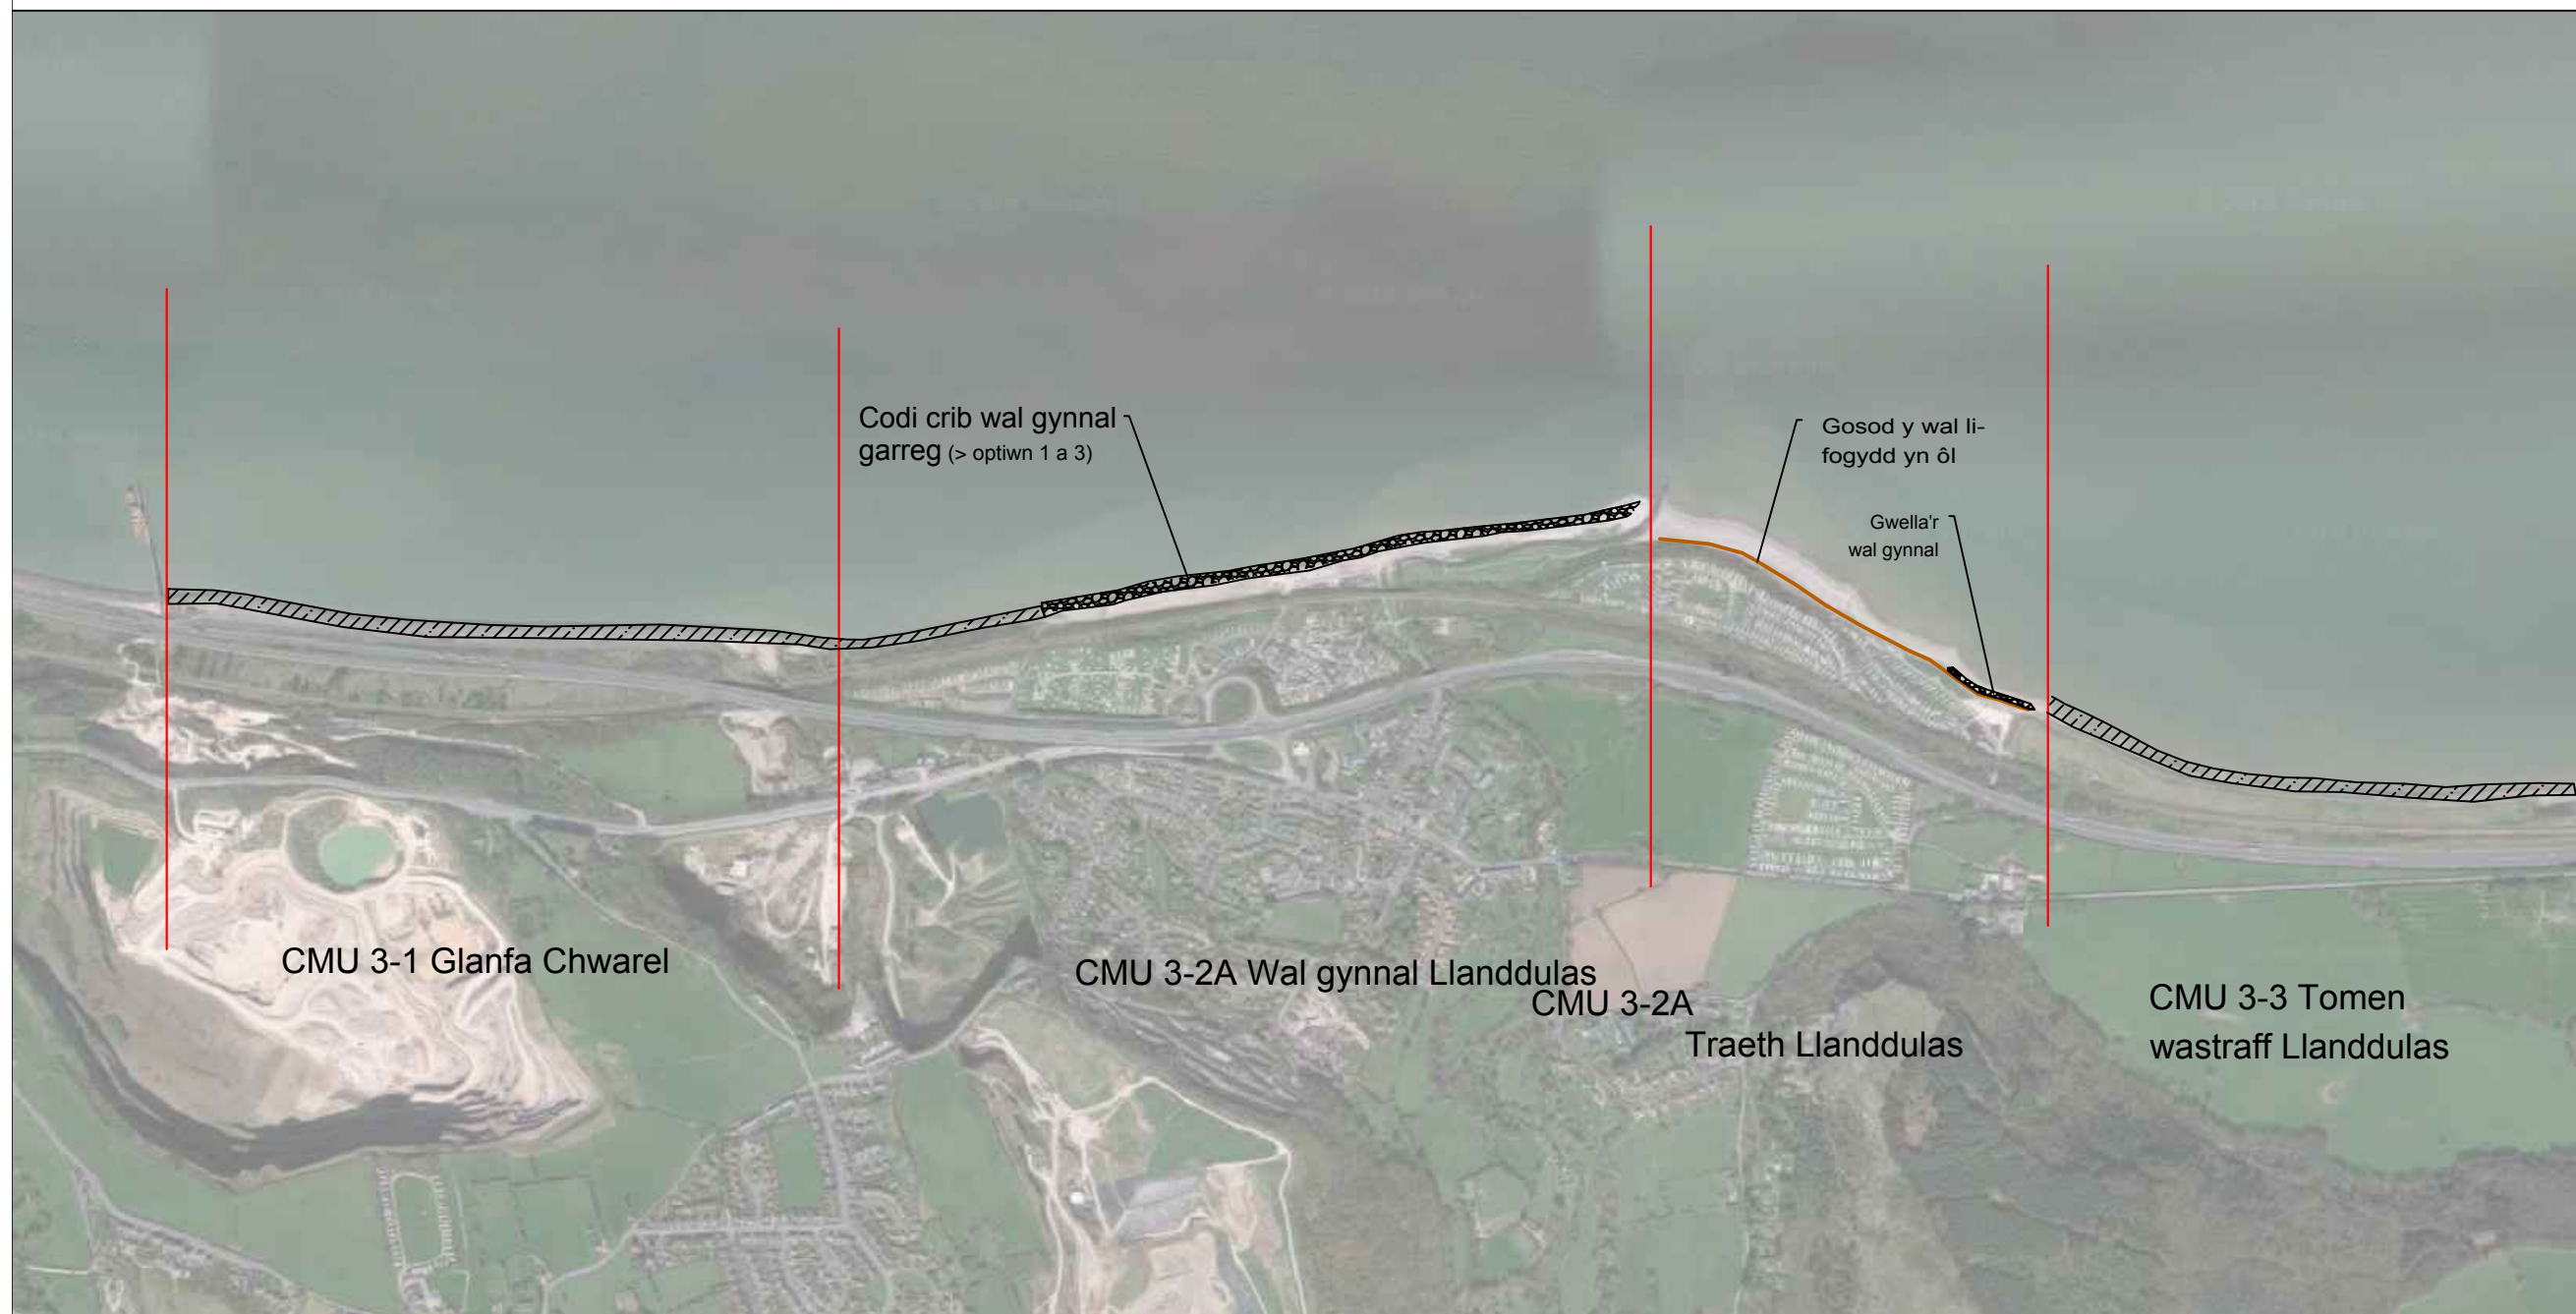 Codi crib wal gynnal
garreg (> optiwn 1 a 3)
Gosod y wal li-
fogydd yn ôl
Gwella'r
wal gynnal
CMU 3-1 Glanfa Chwarel
CMU 3-2A Wal gynnal Llanddulas
CMU 3-2A
Traeth Llanddulas
CMU 3-3 Tomen
wastraff Llanddulas